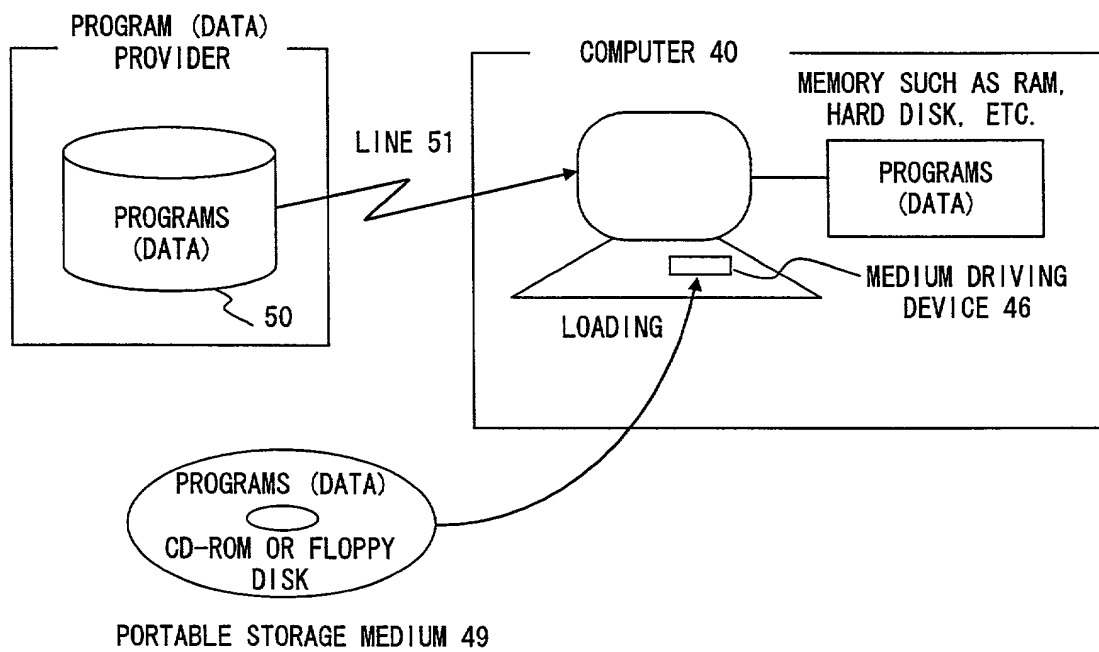 PROGRAM (DATA)
PROVIDER
PROGRAMS
(DATA)
50
LINE 51
COMPUTER 40
MEMORY SUCH AS RAM,
HARD DISK, ETC.
PROGRAMS
(DATA)
MEDIUM DRIVING
DEVICE 46
LOADING
PROGRAMS (DATA)
CD-ROM OR FLOPPY
DISK
PORTABLE STORAGE MEDIUM 49